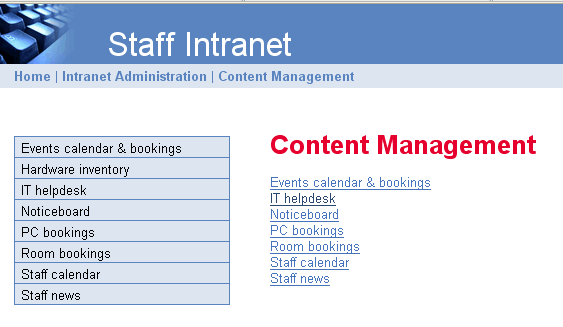 Staff Intranet
Home | Intranet Administration | Content Management
Events calendar & bookings
Hardware inventory
IT helpdesk
Noticeboard
PC bookings
Room bookings
Staff calendar
Staff news
Content Management
Events calendar & bookings
IT helpdesk
Noticeboard
PC bookings
Room bookings
Staff calendar
Staff news